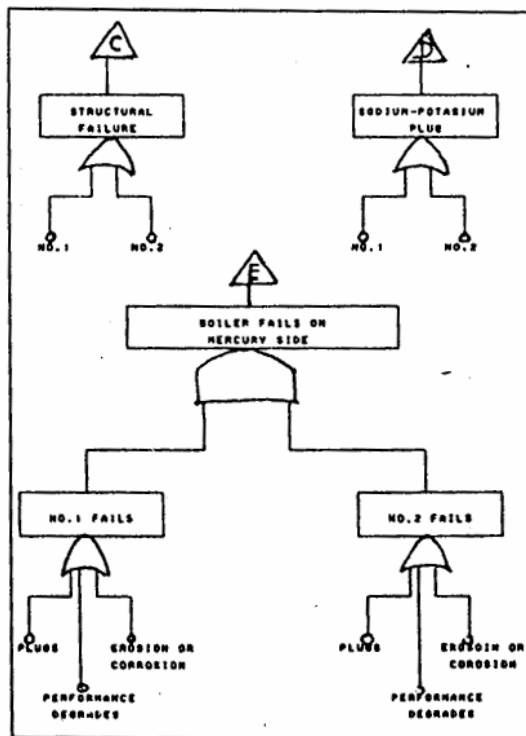 C
D
STRUCTURAL
FAILURE
SODIUM-POTASIUM
PLUG
NO.1
NO.2
NO.1
NO.2
E
BOILER FAILS ON
MERCURY SIDE
NO.1 FAILS
NO.2 FAILS
PLUGS
EROSION OR
CORROSION
PERFORMANCE
DEGRADES
PLUGS
EROSOIN OR
COROSION
PERFORMANCE
DEGRADES